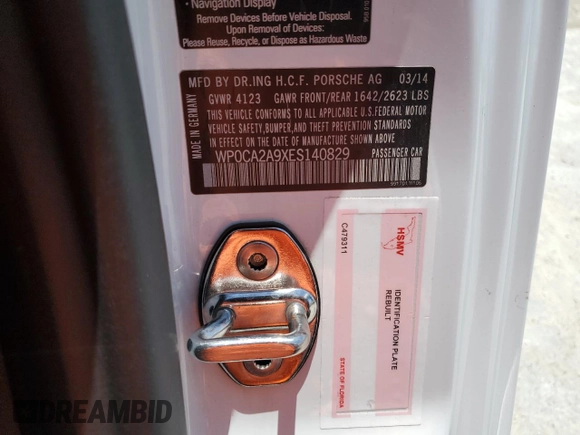 • Navigation Display
Remove Devices Before Vehicle Disposal.
Upon Removal of Devices
Please Reuse, Recycle, or Dispose as Hazardous Waste
MFD BY DR.ING H.C.F. PORSCHE AG 03/14
GVWR 4123 GAWR FRONT/REAR 1642/2623 LBS
THIS VEHICLE CONFORMS TO ALL APPLICABLE U.S.FEDERAL MOTOR
VEHICLE SAFETY,BUMPER,AND THEFT PREVENTION STANDARDS
IN EFFECT ON THE DATE OF MANUFACTURE SHOWN ABOVE
WP0CA2A9XES140829 PASSENGER CAR
MADE IN GERMANY
HSMV
C479311
IDENTIFICATION PLATE
REBUILT
STATE OF FLORIDA
DREAMBID